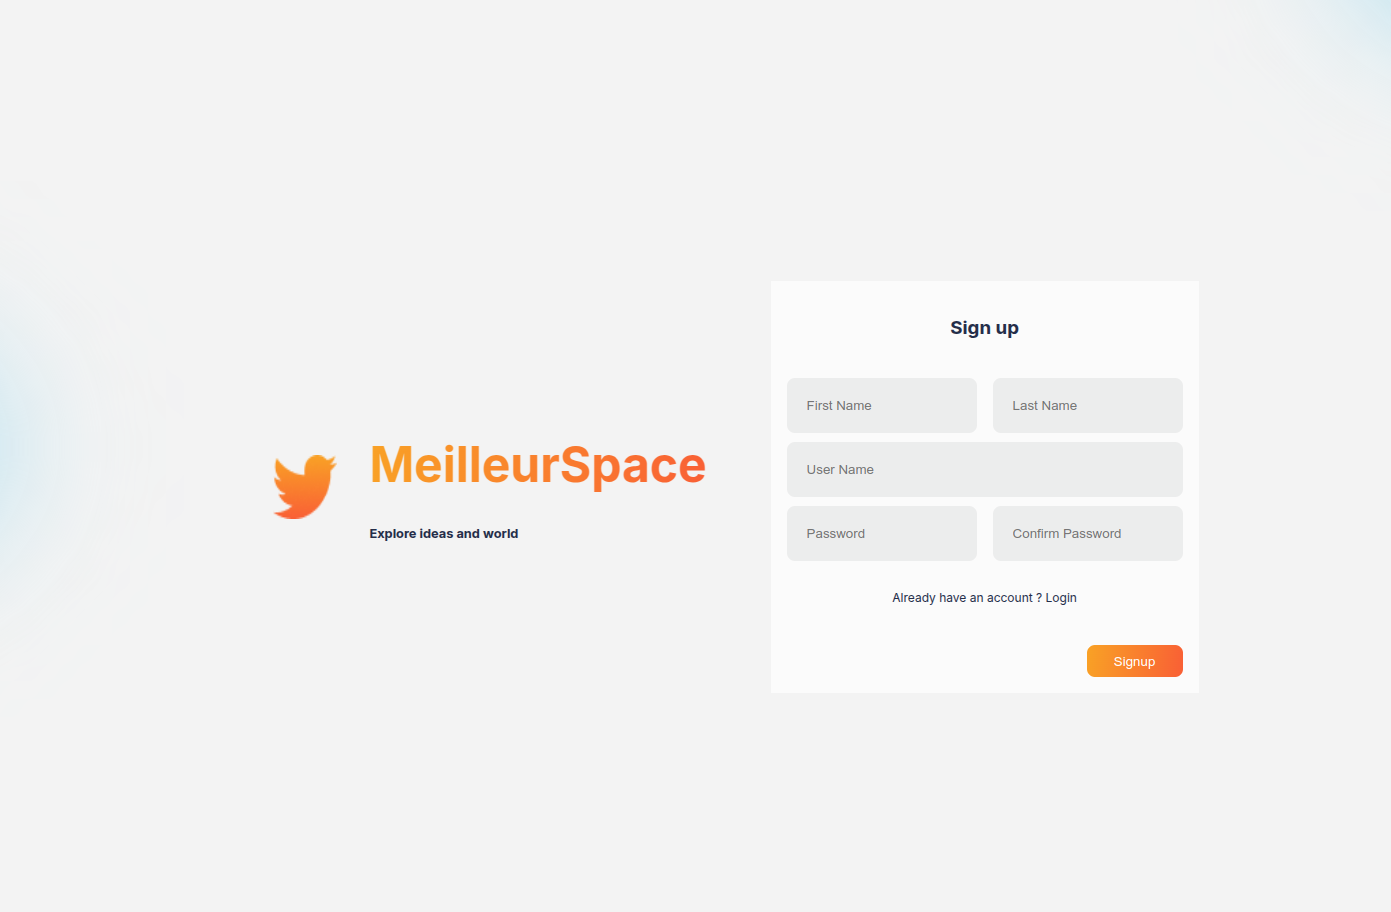 MeilleurSpace
Explore ideas and world
Sign up
First Name
Last Name
User Name
Password
Confirm Password
Already have an account ? Login
Signup